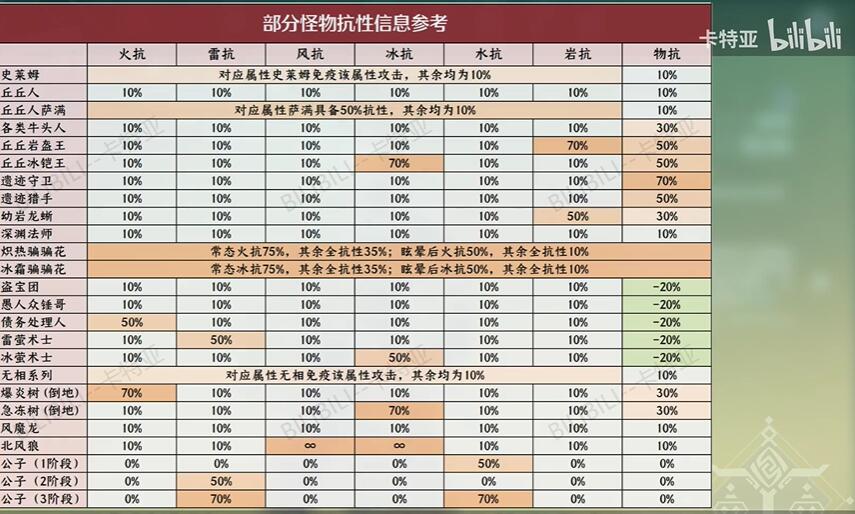 部分怪物抗性信息参考
卡特亚 bilibili
火抗 雷抗 风抗 冰抗 水抗 岩抗 物抗
史莱姆 对应属性史莱姆免疫该属性攻击，其余均为10% 10%
丘丘人 10% 10% 10% 10% 10% 10% 10%
丘丘人萨满 对应属性萨满具备50%抗性，其余均为10% 10%
各类牛头人 10% 10% 10% 10% 10% 10% 30%
丘丘岩盔王 10% 10% 10% 10% 10% 70% 50%
丘丘冰铠王 10% 10% 10% 70% 10% 10% 50%
遗迹守卫 10% 10% 10% 10% 10% 10% 70%
遗迹猎手 10% 10% 10% 10% 10% 10% 50%
幼岩龙蜥 10% 10% 10% 10% 10% 50% 30%
深渊法师 10% 10% 10% 10% 10% 10% 10%
炽热骗骗花 常态火抗75%，其余全抗性35%；眩晕后火抗50%，其余全抗性10%
冰霜骗骗花 常态冰抗75%，其余全抗性35%；眩晕后冰抗50%，其余全抗性10%
盗宝团 10% 10% 10% 10% 10% 10% -20%
愚人众锤哥 10% 10% 10% 10% 10% 10% -20%
债务处理人 50% 10% 10% 10% 10% 10% -20%
雷萤术士 10% 50% 10% 10% 10% 10% -20%
冰萤术士 10% 10% 10% 50% 10% 10% -20%
无相系列 对应属性无相免疫该属性攻击，其余均为10% 10%
爆炎树(倒地) 70% 10% 10% 10% 10% 10% 30%
急冻树(倒地) 10% 10% 10% 70% 10% 10% 30%
风魔龙 10% 10% 10% 10% 10% 10% 10%
北风狼 10% 10% ∞ ∞ 10% 10% 10%
公子（1阶段） 0% 0% 0% 0% 50% 0% 0%
公子（2阶段） 0% 50% 0% 0% 0% 0% 0%
公子（3阶段） 0% 70% 0% 0% 70% 0% 0%